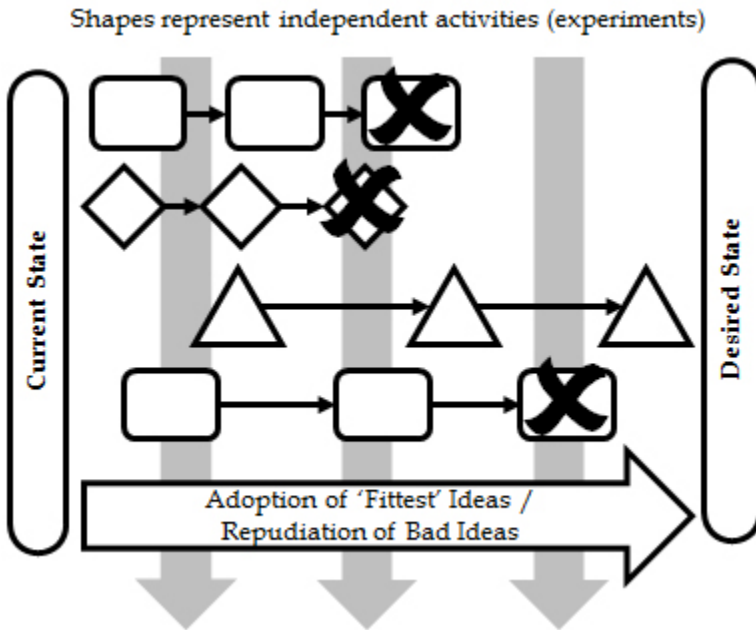 Shapes represent independent activities (experiments)
Current State
Desired State
Adoption of ‘Fittest’ Ideas /
Repudiation of Bad Ideas